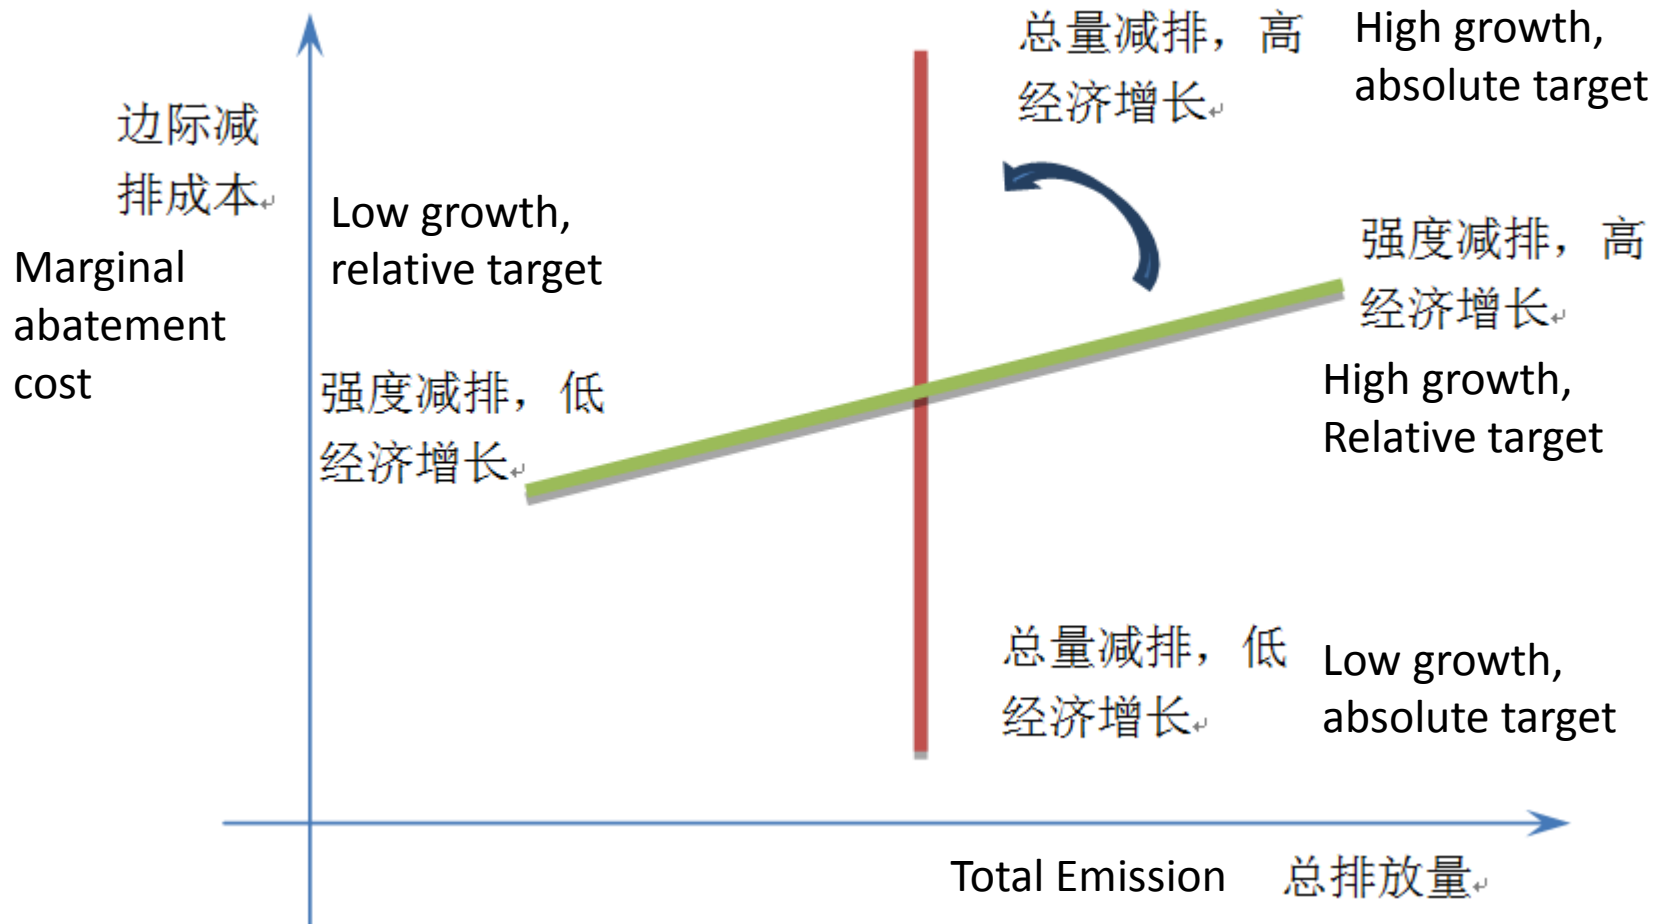 总量减排，高
经济增长
High growth,
absolute target
边际减
排成本
Marginal
abatement
cost
Low growth,
relative target
强度减排，低
经济增长
强度减排，高
经济增长
High growth,
Relative target
总量减排，低
经济增长
Low growth,
absolute target
Total Emission
总排放量